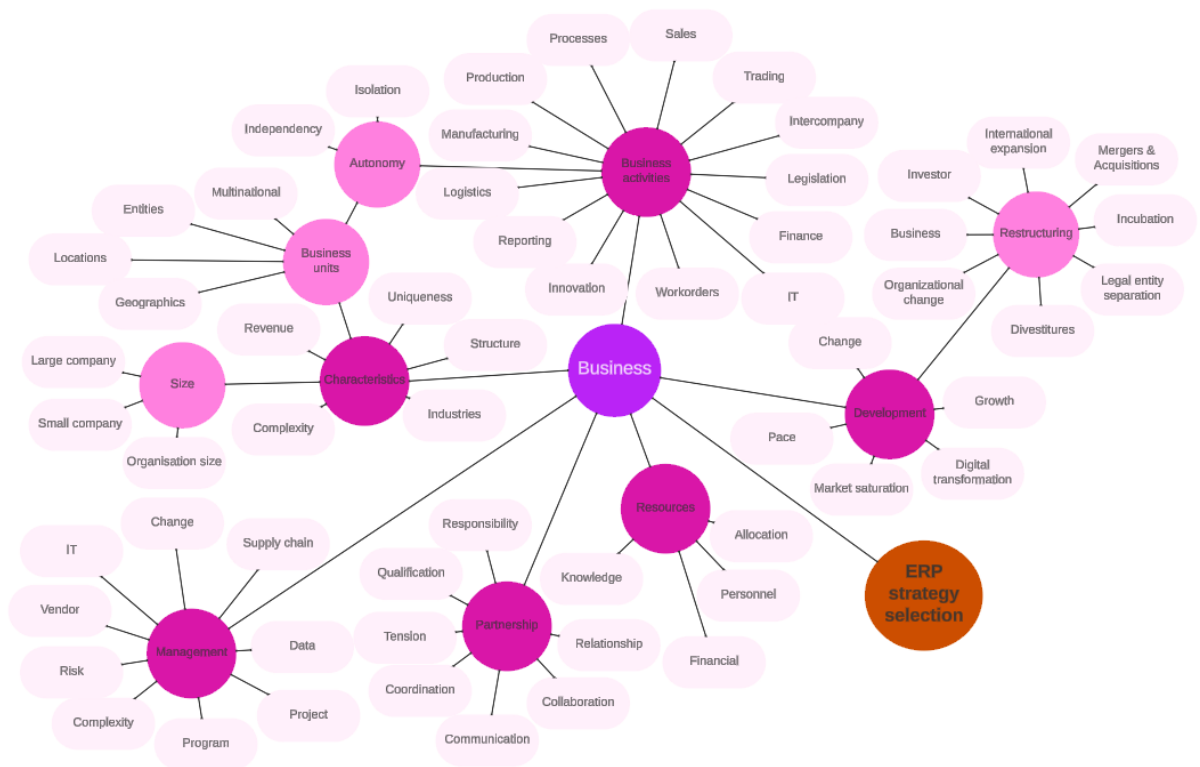 Processes
Sales
Production
Trading
Isolation
Independency
Manufacturing
Intercompany
International
expansion
Mergers &
Acquisitions
Autonomy
Business
activities
Investor
Multinational
Logistics
Legislation
Entities
Incubation
Business
Restructuring
Reporting
Finance
Locations
Business
units
Geographics
Innovation
Workorders
IT
Organizational
change
Legal entity
separation
Uniqueness
Revenue
Divestitures
Structure
Change
Large company
Size
Characteristics
Business
Small company
Complexity
Industries
Development
Growth
Pace
Organisation size
Market saturation
Digital
transformation
Change
Responsibility
Resources
IT
Supply chain
Allocation
Qualification
Knowledge
ERP
strategy
selection
Vendor
Personnel
Management
Data
Tension
Partnership
Relationship
Risk
Financial
Coordination
Complexity
Project
Collaboration
Program
Communication